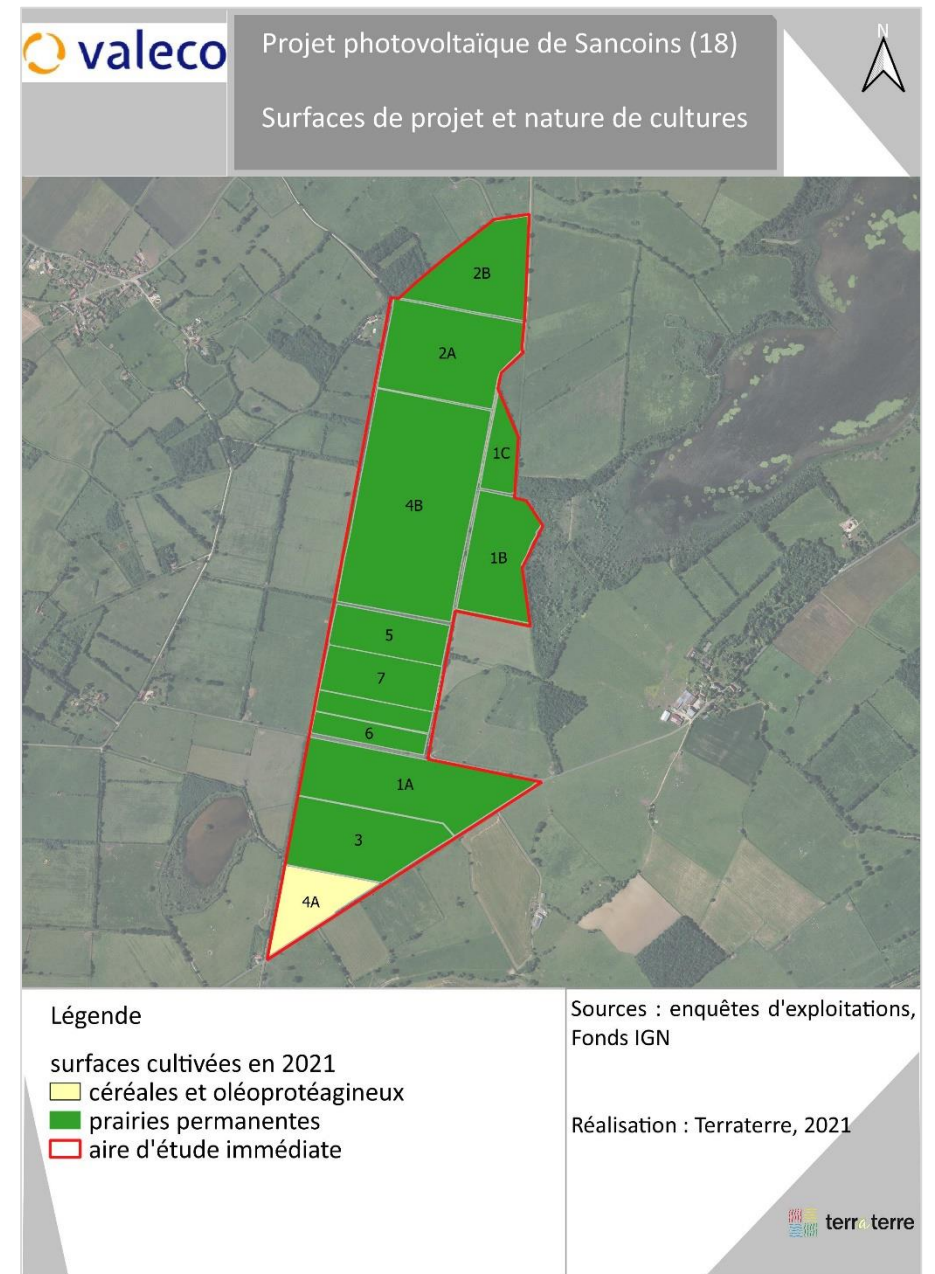 valeco
Projet photovoltaïque de Sancoins (18)
Surfaces de projet et nature de cultures
N
2B
2A
1C
4B
1B
5
7
6
1A
3
4A
Légende
surfaces cultivées en 2021
céréales et oléoprotéagineux
prairies permanentes
aire d'étude immédiate
Sources : enquêtes d'exploitations,
Fonds IGN
Réalisation : Terraterre, 2021
terraterre